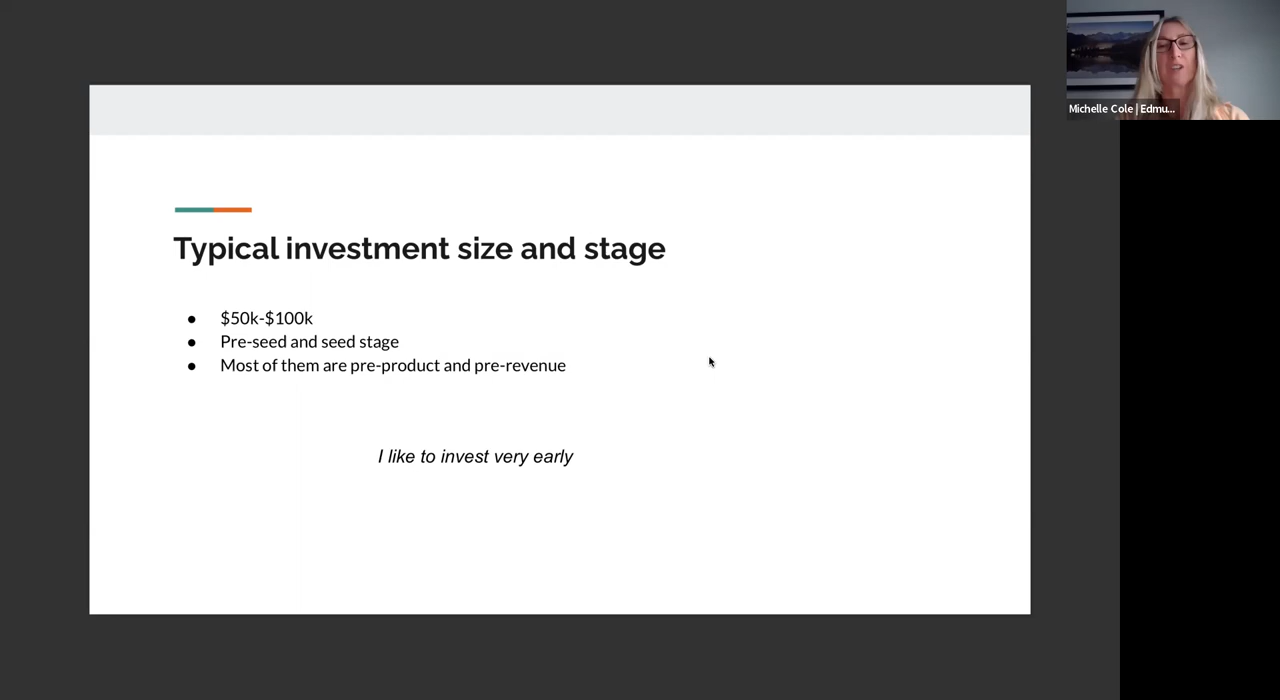 Michelle Cole | Edmu...
Typical investment size and stage
● $50k-$100k
● Pre-seed and seed stage
● Most of them are pre-product and pre-revenue
I like to invest very early